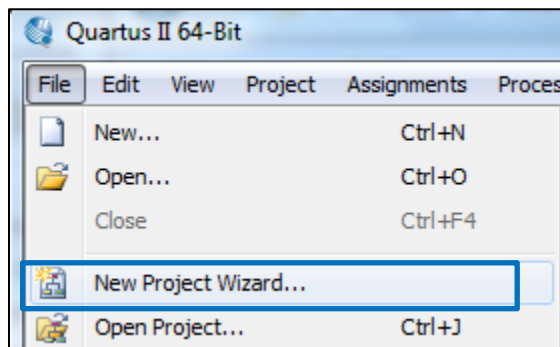 Quartus II 64-Bit
File Edit View Project Assignments Proces
New... Ctrl+N
Open... Ctrl+O
Close Ctrl+F4
New Project Wizard...
Open Project... Ctrl+J